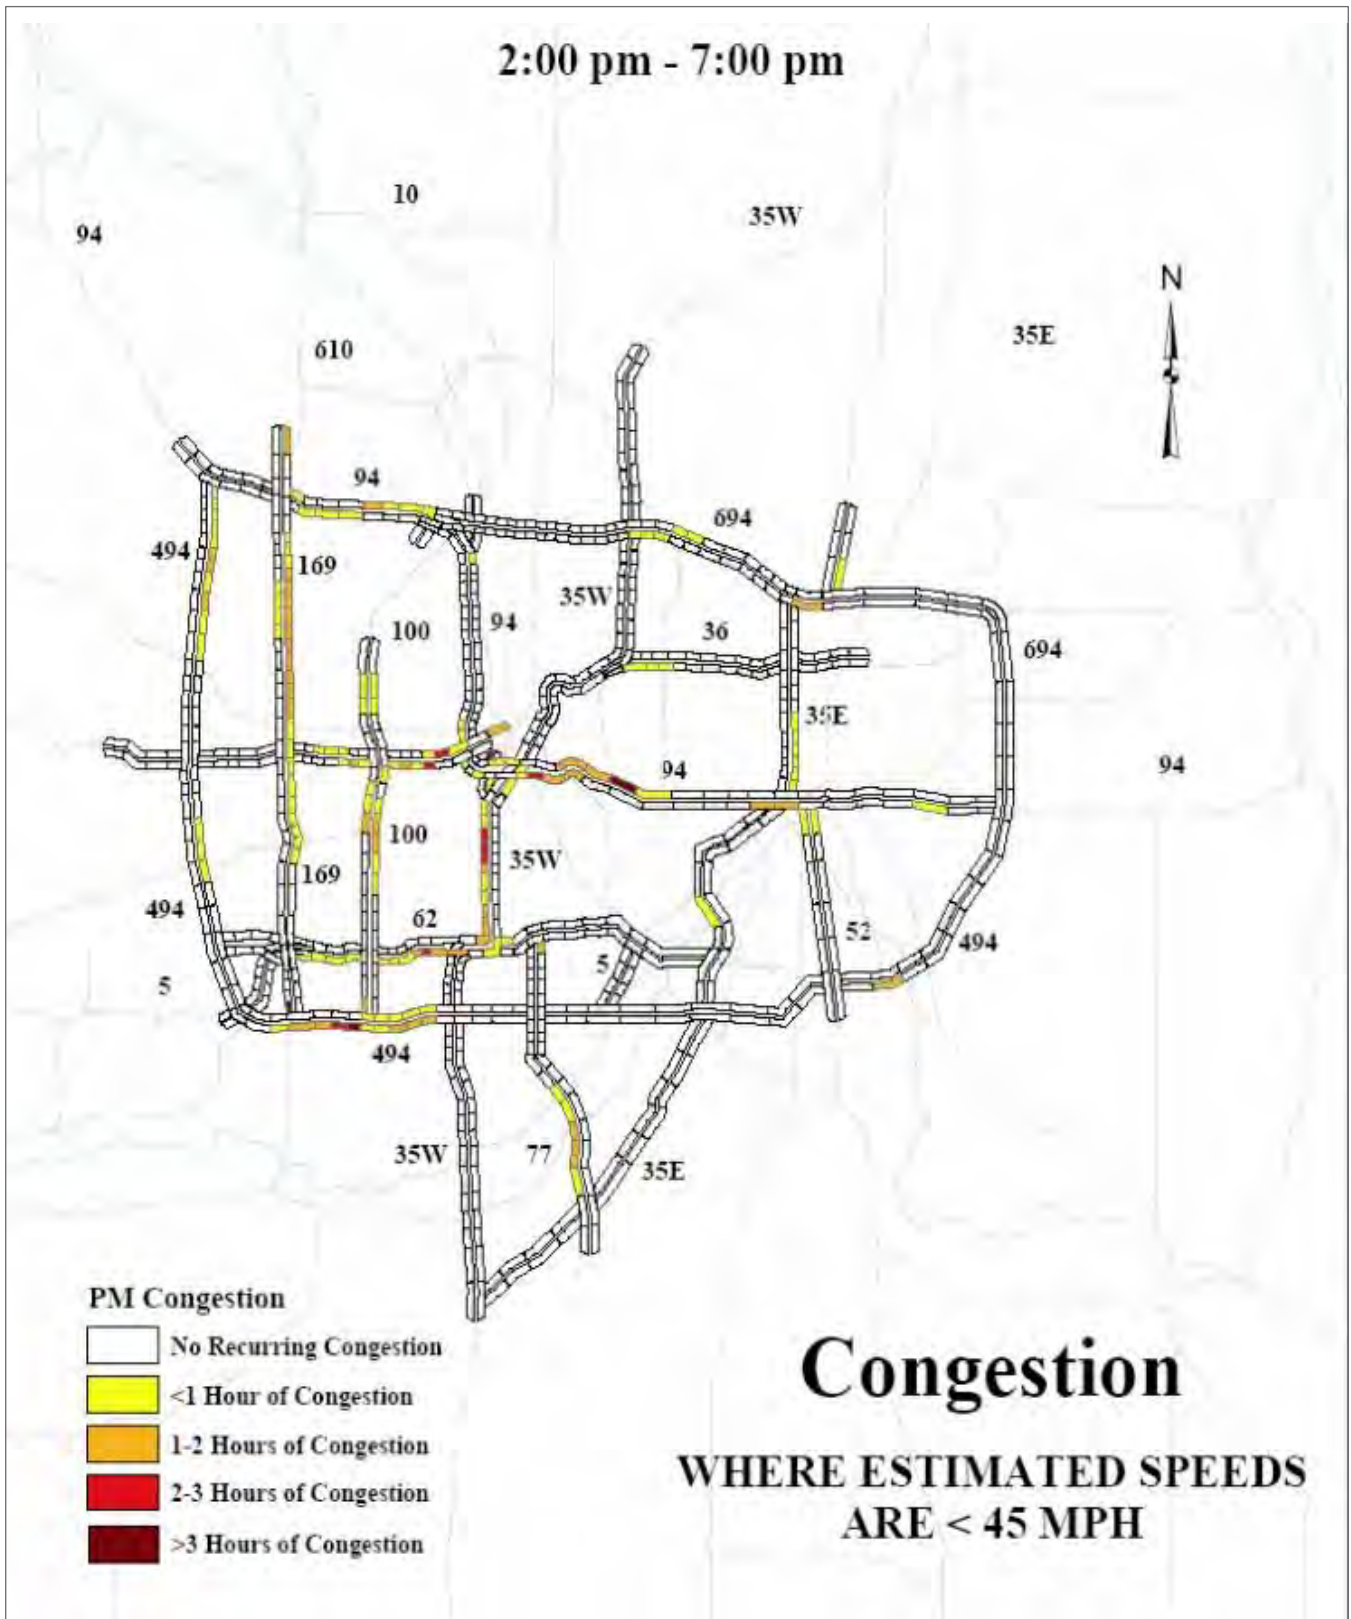 2:00 pm - 7:00 pm
10
94
35W
N
35E
610
94
694
494
169
35W
100
94
36
694
35E
94
94
100
35W
169
62
494
52
494
5
5
494
35W
77
35E
PM Congestion
No Recurring Congestion
<1 Hour of Congestion
1-2 Hours of Congestion
2-3 Hours of Congestion
>3 Hours of Congestion
Congestion
WHERE ESTIMATED SPEEDS
ARE < 45 MPH